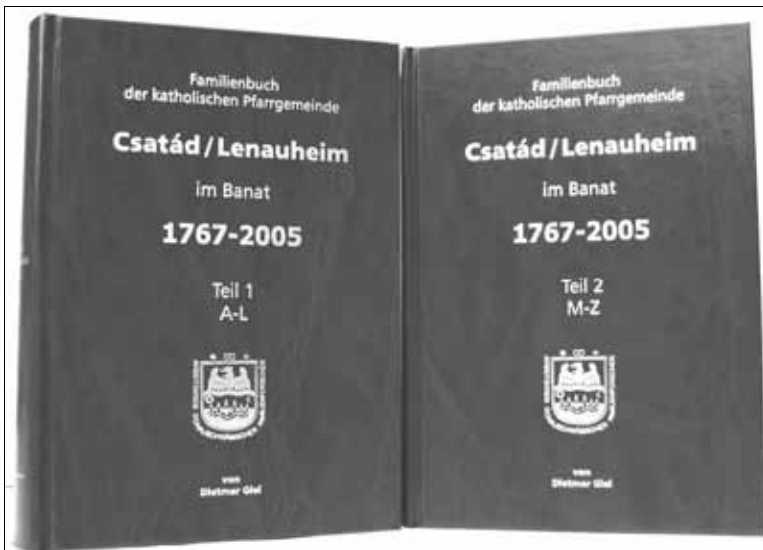 Familienbuch
der katholischen Pfarrgemeinde
Csatád/Lenauheim
im Banat
1767-2005
Teil 1
A-L
von
Dietmar Giel
Familienbuch
der katholischen Pfarrgemeinde
Csatád/Lenauheim
im Banat
1767-2005
Teil 2
M-Z
von
Dietmar Giel